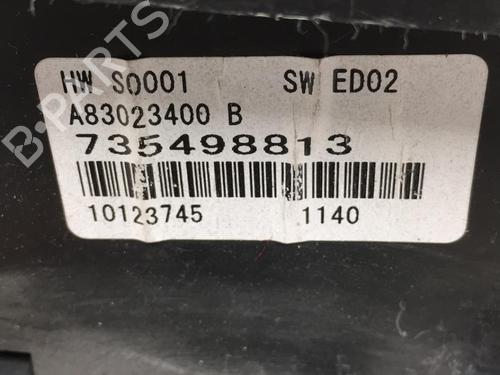 HW S0001 SW ED02
A83023400 B
735498813
10123745 1140
B-PARTS